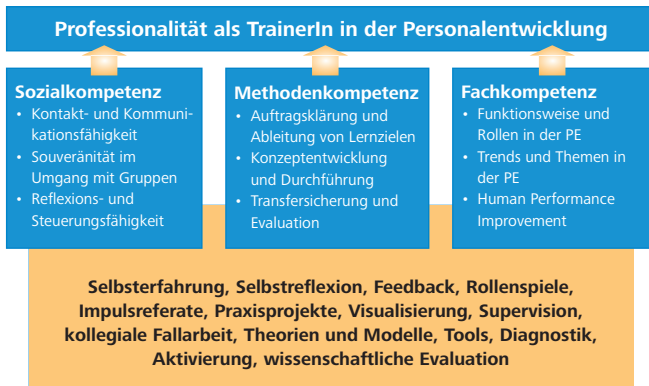 Professionalität als TrainerIn in der Personalentwicklung
Sozialkompetenz
• Kontakt- und Kommuni-
kationsfähigkeit
• Souveränität im
Umgang mit Gruppen
• Reflexions- und
Steuerungsfähigkeit
Methodenkompetenz
• Auftragsklärung und
Ableitung von Lernzielen
• Konzeptentwicklung
und Durchführung
• Transfersicherung und
Evaluation
Fachkompetenz
• Funktionsweise und
Rollen in der PE
• Trends und Themen in
der PE
• Human Performance
Improvement
Selbsterfahrung, Selbstreflexion, Feedback, Rollenspiele,
Impulsreferate, Praxisprojekte, Visualisierung, Supervision,
kollegiale Fallarbeit, Theorien und Modelle, Tools, Diagnostik,
Aktivierung, wissenschaftliche Evaluation